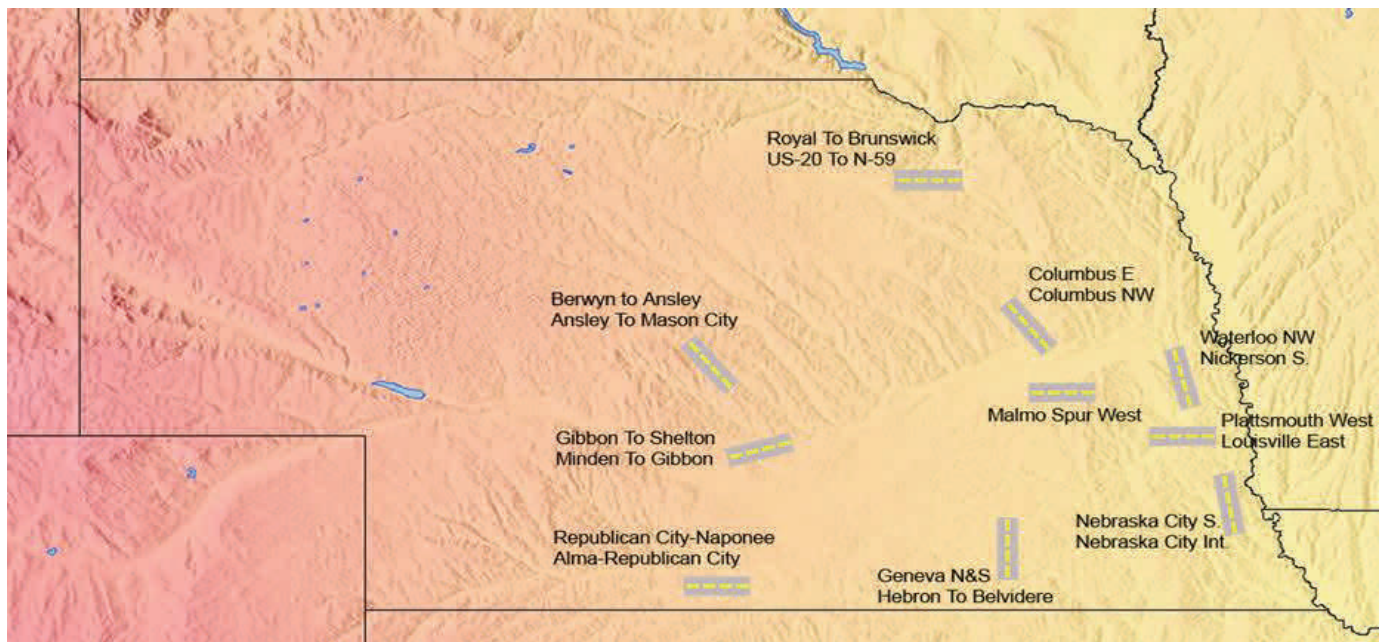 Royal To Brunswick
US-20 To N-59
Columbus E
Columbus NW
Berwyn to Ansley
Ansley To Mason City
Waterloo NW
Nickerson S.
Malmo Spur West
Plattsmouth West
Louisville East
Gibbon To Shelton
Minden To Gibbon
Nebraska City S.
Nebraska City Int.
Republican City-Naponee
Alma-Republican City
Geneva N&S
Hebron To Belvidere